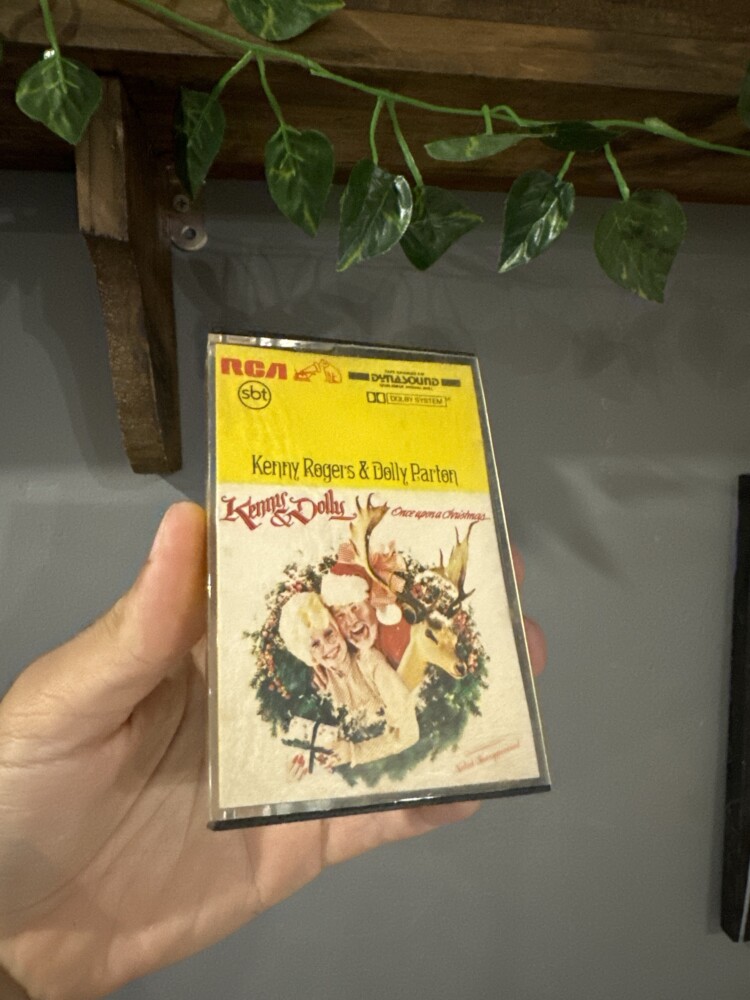 RCA
DYNASOUND
sbt
DOLBY SYSTEM
Kenny Rogers & Dolly Parton
Kenny & Dolly
Once upon a Christmas